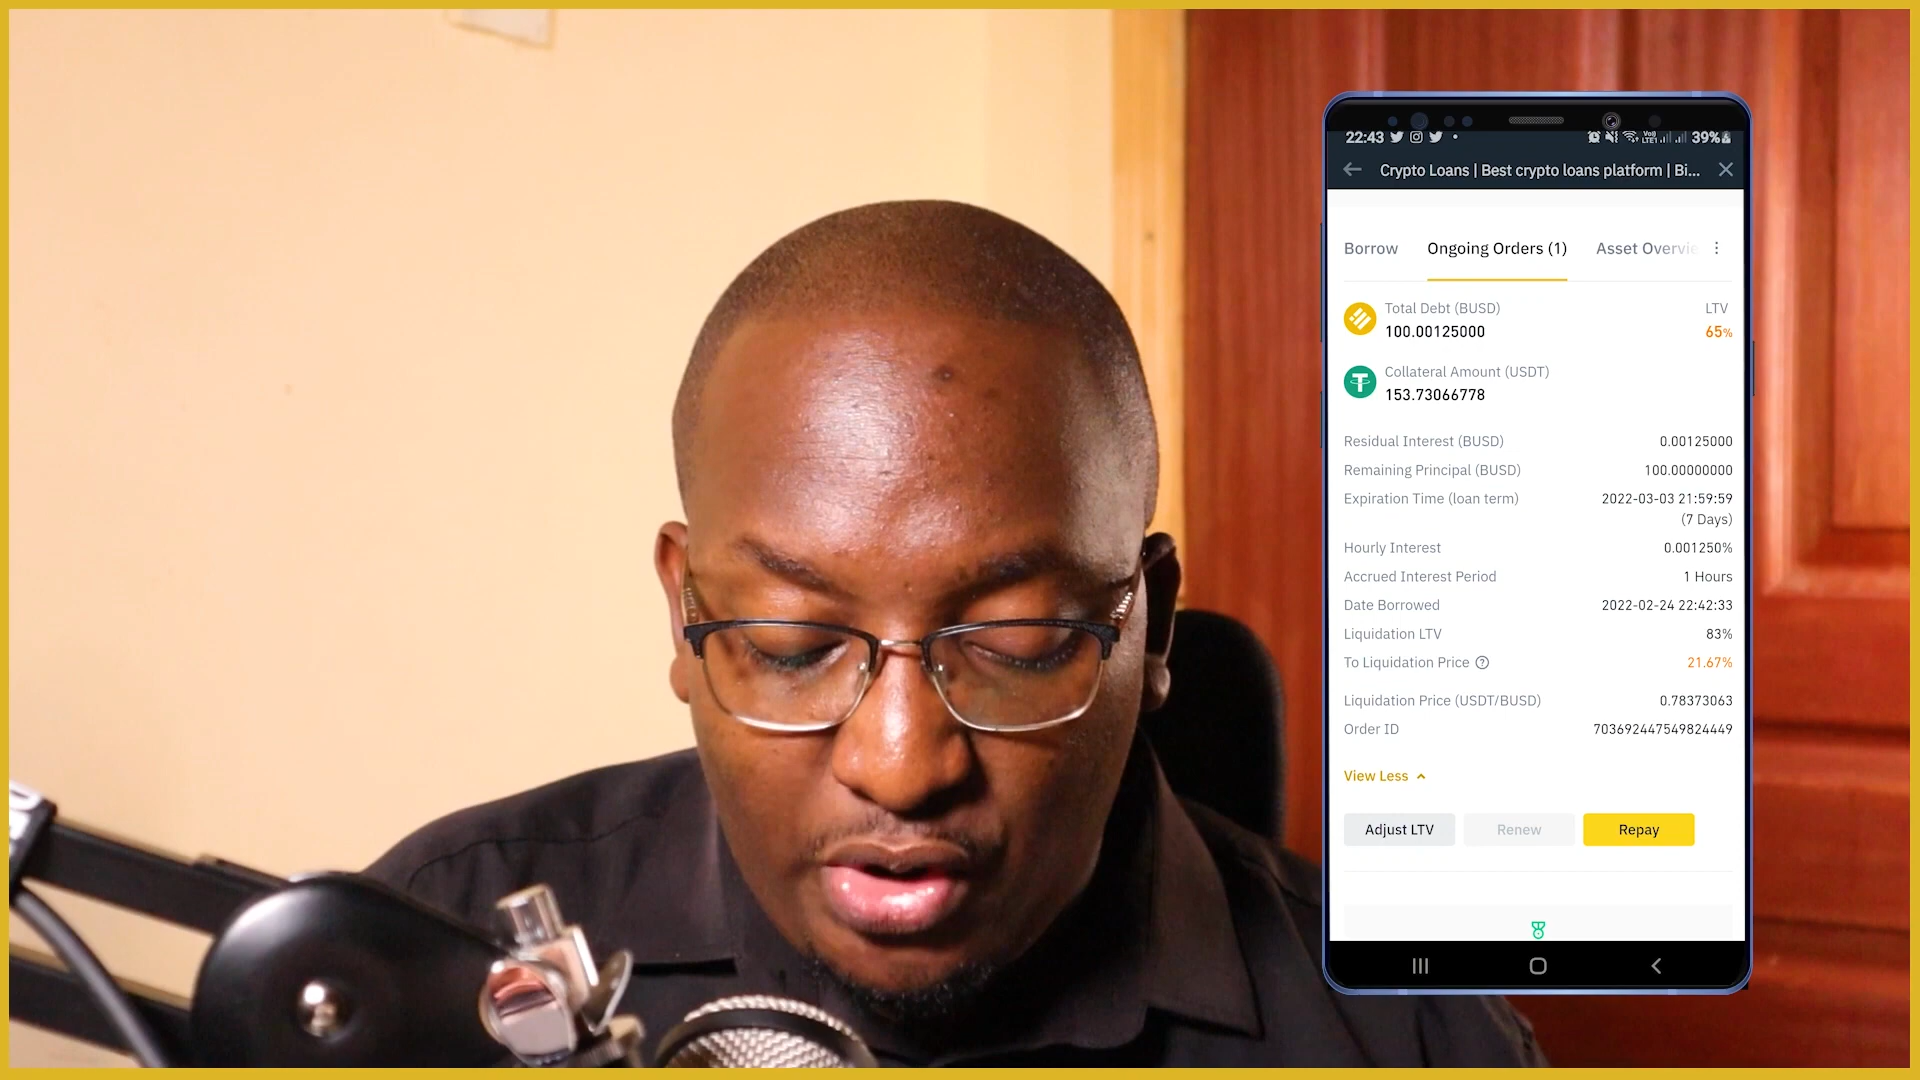 22:43
39%
Crypto Loans | Best crypto loans platform | Bi...
Borrow
Ongoing Orders (1)
Asset Overvie
Total Debt (BUSD)
LTV
100.00125000
65%
Collateral Amount (USDT)
153.73066778
Residual Interest (BUSD)
0.00125000
Remaining Principal (BUSD)
100.00000000
Expiration Time (loan term)
2022-03-03 21:59:59
(7 Days)
Hourly Interest
0.001250%
Accrued Interest Period
1 Hours
Date Borrowed
2022-02-24 22:42:33
Liquidation LTV
83%
To Liquidation Price
21.67%
Liquidation Price (USDT/BUSD)
0.78373063
Order ID
703692447549824449
View Less
Adjust LTV
Renew
Repay